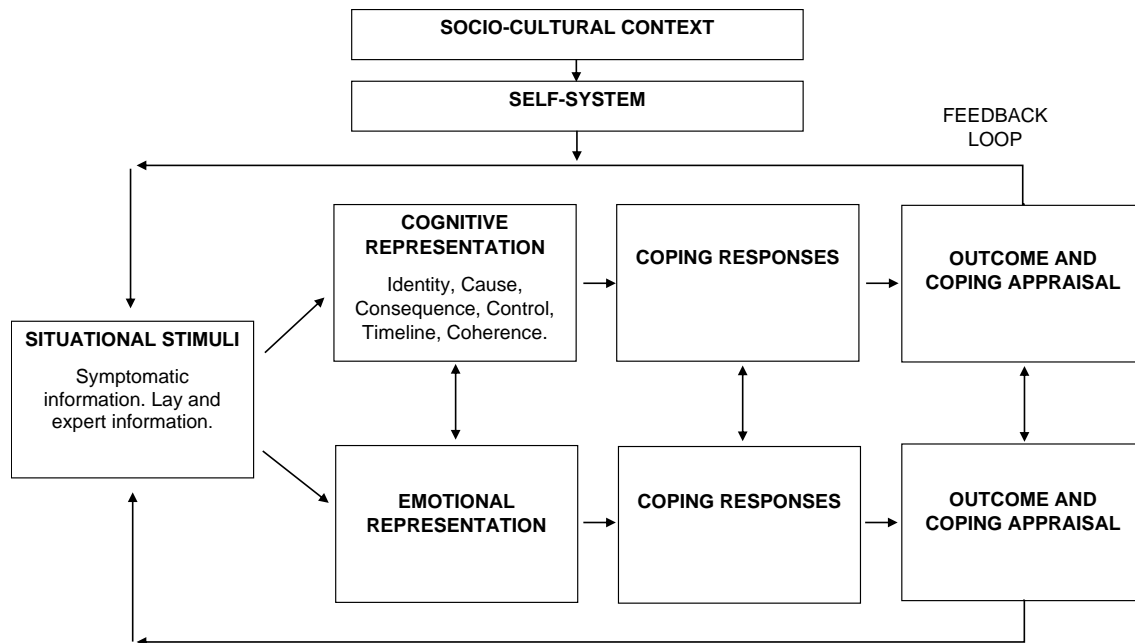 SOCIO-CULTURAL CONTEXT
SELF-SYSTEM
FEEDBACK
LOOP
COGNITIVE
REPRESENTATION
Identity, Cause,
Consequence, Control,
Timeline, Coherence.
COPING RESPONSES
OUTCOME AND
COPING APPRAISAL
SITUATIONAL STIMULI
Symptomatic
information. Lay and
expert information.
EMOTIONAL
REPRESENTATION
COPING RESPONSES
OUTCOME AND
COPING APPRAISAL